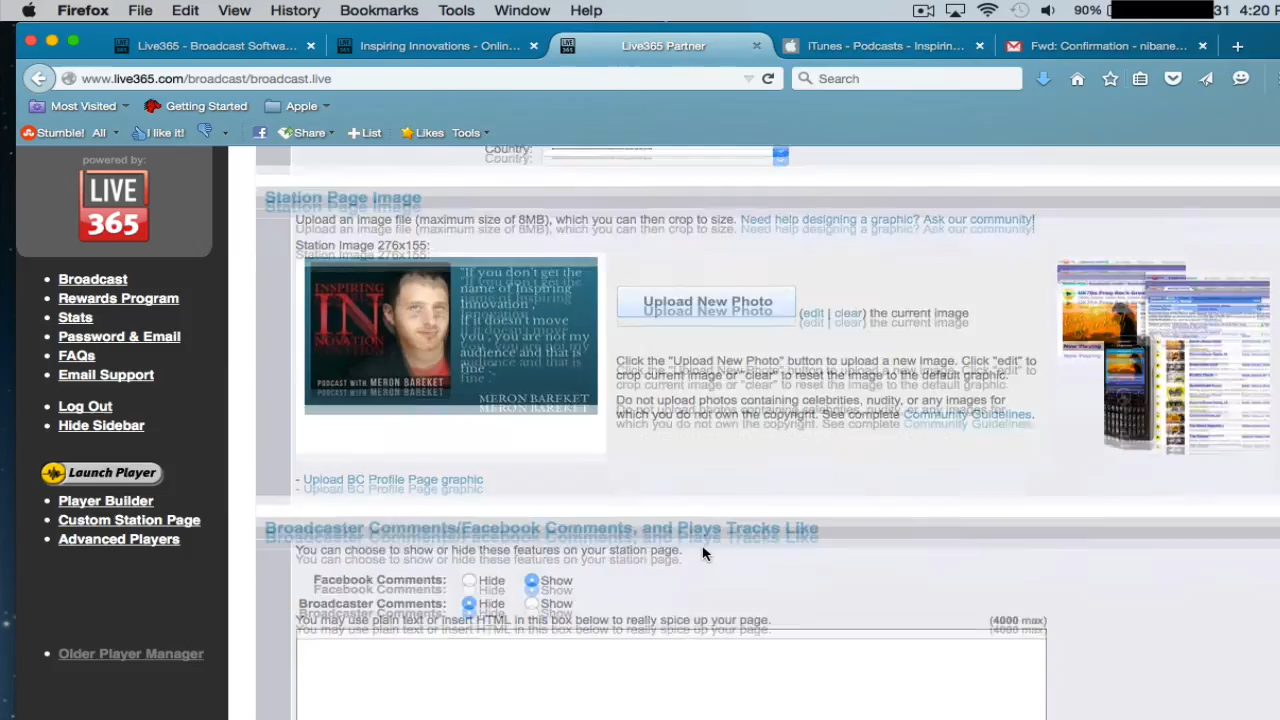 Firefox File Edit View History Bookmarks Tools Window Help 90% 31 4:20 P
Live365 - Broadcast Softwa... Inspiring Innovations - Onlin... Live365 Partner iTunes - Podcasts - Inspirin... Fwd: Confirmation - nibane...
www.live365.com/broadcast/broadcast.live Search
Most Visited Getting Started Apple
Stumble! All I like it! Share List Likes Tools
powered by:
LIVE
365
Broadcast
Rewards Program
Stats
Password & Email
FAQs
Email Support
Log Out
Hide Sidebar
Launch Player
Player Builder
Custom Station Page
Advanced Players
Older Player Manager
Country:
Station Page Image
Upload an image file (maximum size of 8MB), which you can then crop to size. Need help designing a graphic? Ask our community!
Station Image 276x155:
INSPIRING
IN
NOVATION
PODCAST WITH MERON BAREKET
"If you don't get the
name of Inspiring
Innovation,
don't move
you are not my
audience and that is
fine
MERON BAREKET
Upload New Photo
(edit | clear) the current image
Click the "Upload New Photo" button to upload a new image. Click "edit" to
crop current image or "clear" to reset the image to the default graphic.
Do not upload photos containing celebrities, nudity, or any images for
which you do not own the copyright. See complete Community Guidelines.
- Upload BC Profile Page graphic
Broadcaster Comments/Facebook Comments, and Plays Tracks Like
You can choose to show or hide these features on your station page.
Facebook Comments: Hide Show
Broadcaster Comments: Hide Show
You may use plain text or insert HTML in this box below to really spice up your page. (4000 max)